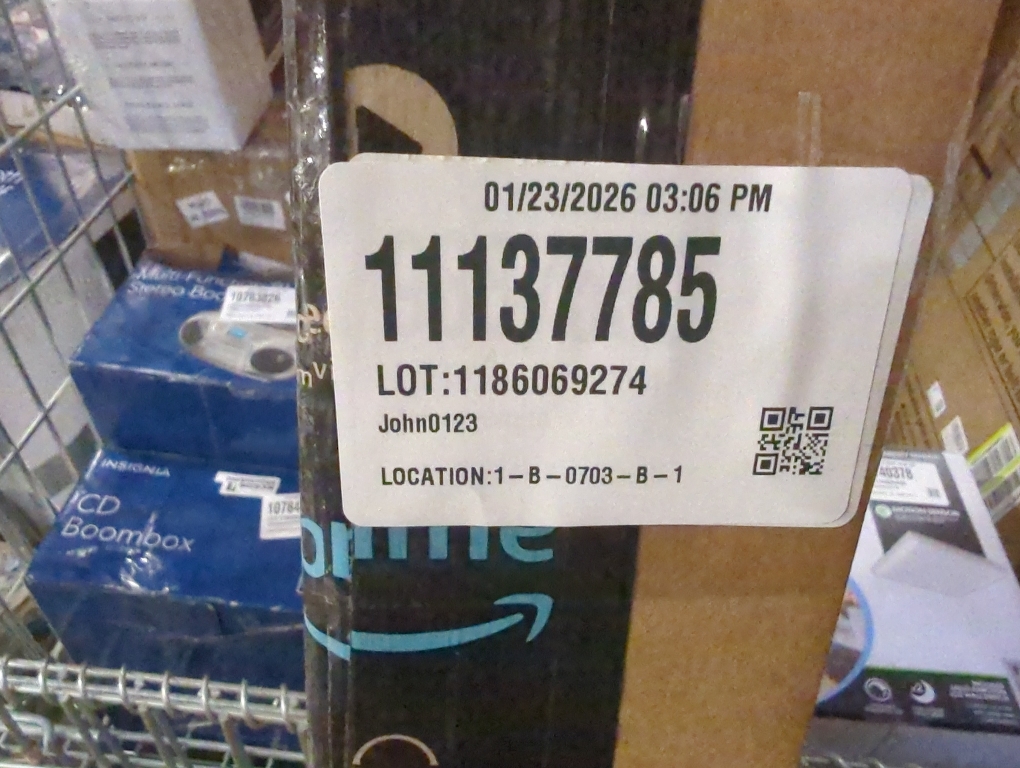 01/23/2026 03:06 PM
11137785
LOT:1186069274
John0123
LOCATION:1-B-0703-B-1
Stereo
10783026
INSIGNIA
CD
Boombox
10784
40378